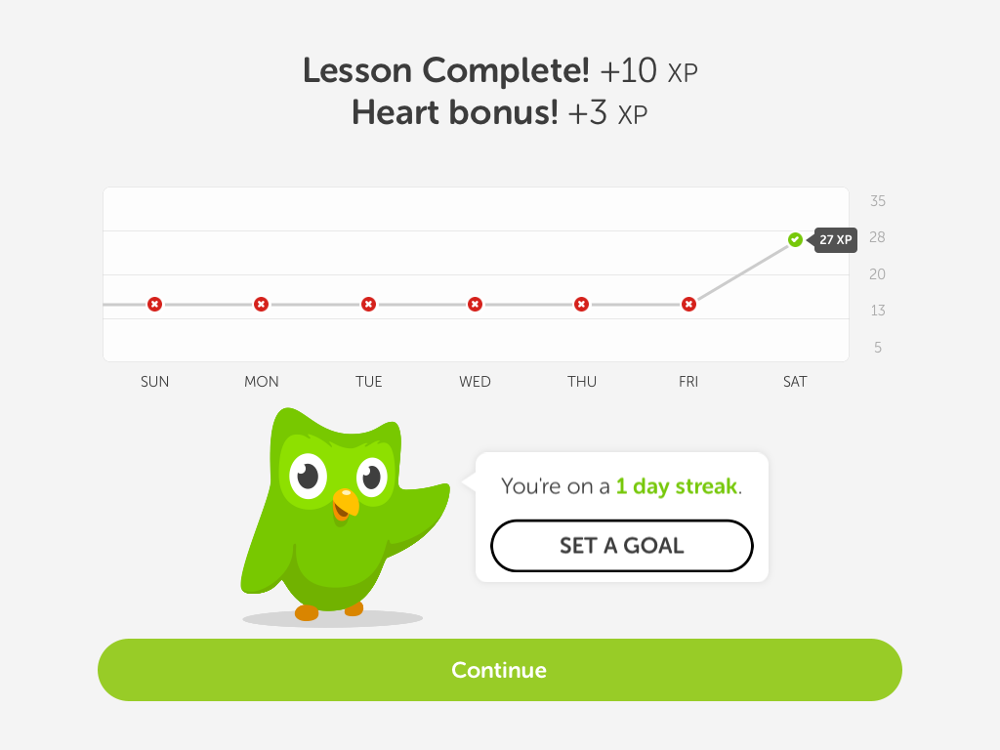 Lesson Complete! +10 XP
Heart bonus! +3 XP
35
28
27 XP
20
13
5
SUN MON TUE WED THU FRI SAT
You're on a 1 day streak.
SET A GOAL
Continue